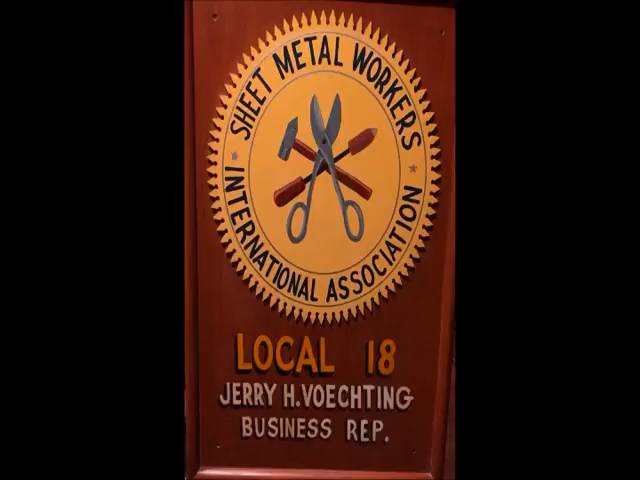 SHEET METAL WORKERS
INTERNATIONAL ASSOCIATION
LOCAL 18
JERRY H. VOECHTING
BUSINESS REP.